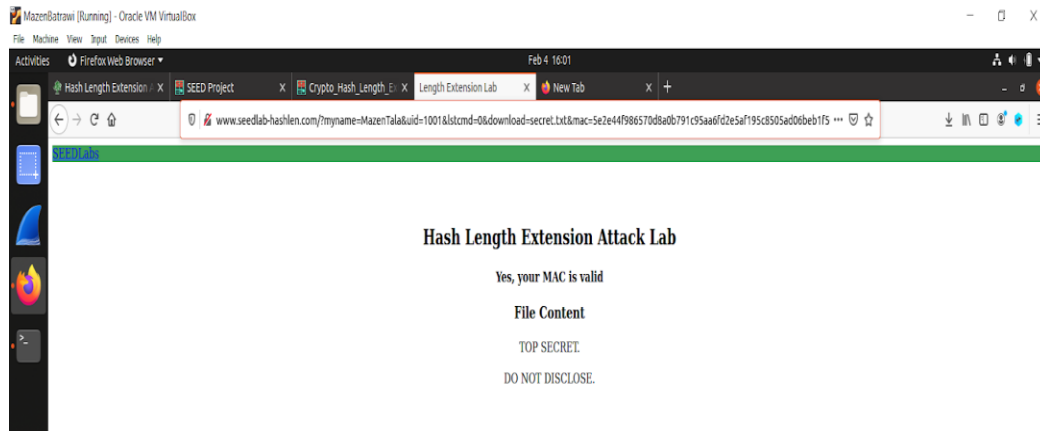 MazenBatrawi [Running] - Oracle VM VirtualBox
File Machine View Input Devices Help
Activities Firefox Web Browser Feb 4 16:01
Hash Length Extension A SEED Project Crypto_Hash_Length_Ex Length Extension Lab New Tab
www.seedlab-hashlen.com/?myname=MazenTala&uid=1001&lstcmd=0&download=secret.txt&mac=5e2e44f986570d8a0b791c95aa6fd2e5af195c8505ad06beb1f5
SEEDLabs
Hash Length Extension Attack Lab
Yes, your MAC is valid
File Content
TOP SECRET.
DO NOT DISCLOSE.